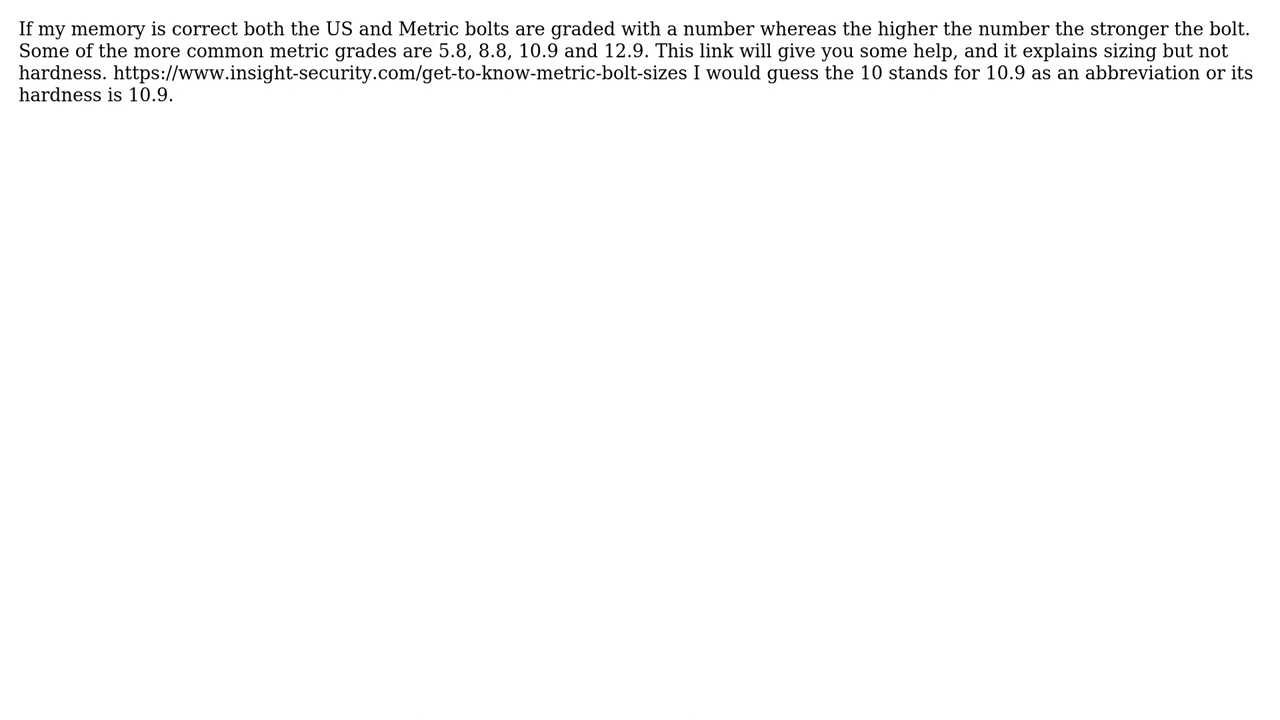 If my memory is correct both the US and Metric bolts are graded with a number whereas the higher the number the stronger the bolt.
Some of the more common metric grades are 5.8, 8.8, 10.9 and 12.9. This link will give you some help, and it explains sizing but not
hardness. https://www.insight-security.com/get-to-know-metric-bolt-sizes I would guess the 10 stands for 10.9 as an abbreviation or its
hardness is 10.9.